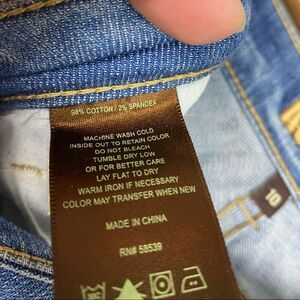 98% COTTON / 2% SPANDEX
MACHINE WASH COLD
INSIDE OUT TO RETAIN COLOR
DO NOT BLEACH
TUMBLE DRY LOW
OR FOR BETTER CARE
LAY FLAT TO DRY
WARM IRON IF NECESSARY
COLOR MAY TRANSFER WHEN NEW
MADE IN CHINA
RN# 58539
10